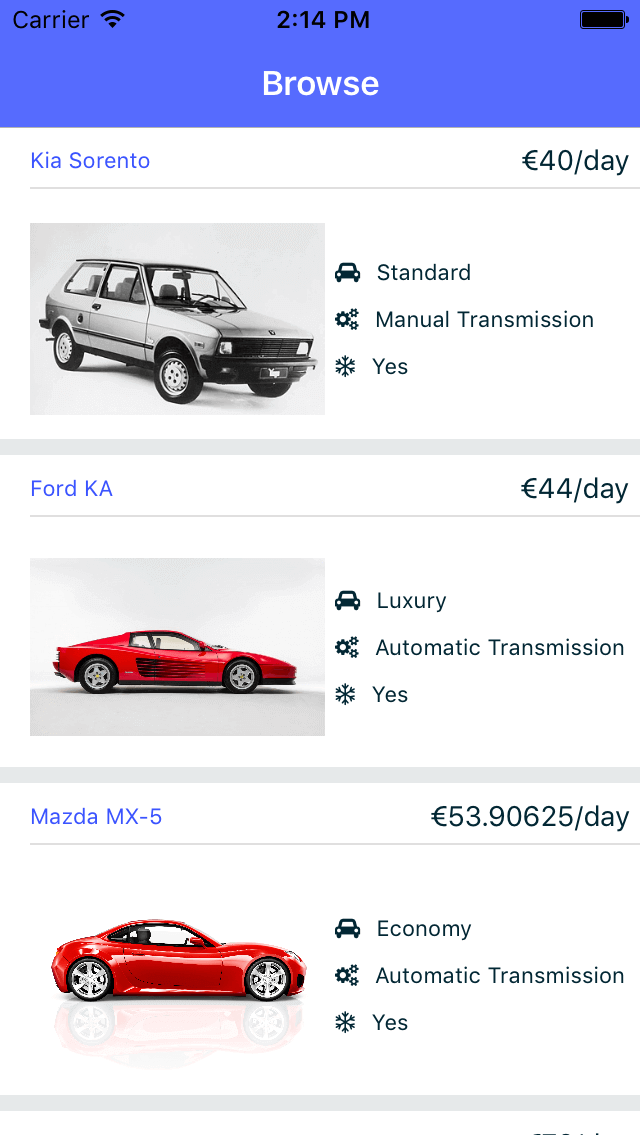 Carrier 2:14 PM
Browse
Kia Sorento €40/day
Standard
Manual Transmission
Yes
Ford KA €44/day
Luxury
Automatic Transmission
Yes
Mazda MX-5 €53.90625/day
Economy
Automatic Transmission
Yes